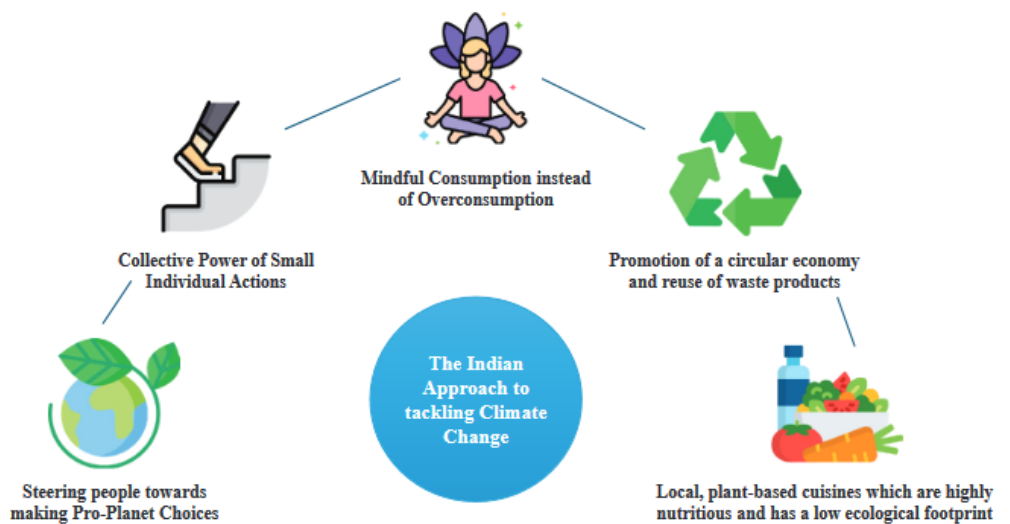 Mindful Consumption instead
of Overconsumption
Collective Power of Small
Individual Actions
Promotion of a circular economy
and reuse of waste products
The Indian
Approach to
tackling Climate
Change
Steering people towards
making Pro-Planet Choices
Local, plant-based cuisines which are highly
nutritious and has a low ecological footprint